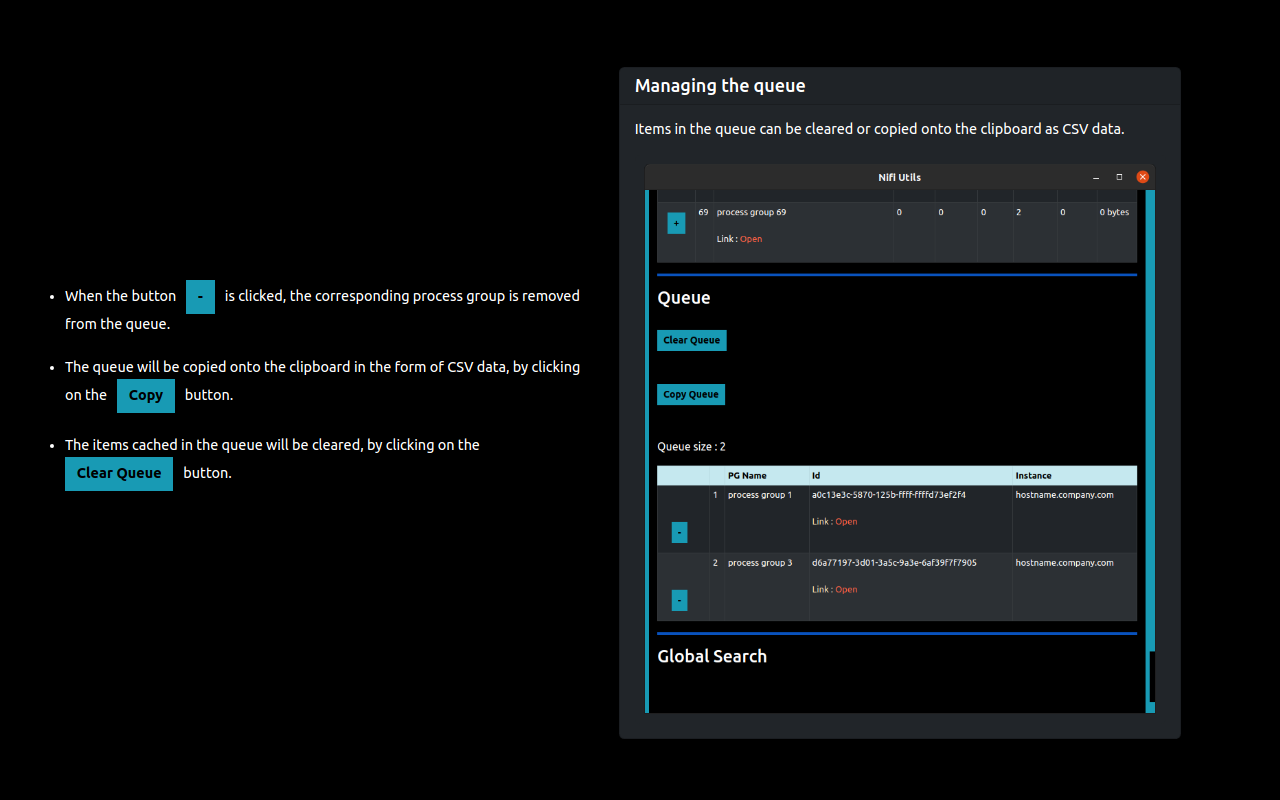 • When the button - is clicked, the corresponding process group is removed
from the queue.
• The queue will be copied onto the clipboard in the form of CSV data, by clicking
on the Copy button.
• The items cached in the queue will be cleared, by clicking on the
Clear Queue button.
Managing the queue
Items in the queue can be cleared or copied onto the clipboard as CSV data.
Nifi Utils
+ 69 process group 69 0 0 0 2 0 0 bytes
Link : Open
Queue
Clear Queue
Copy Queue
Queue size : 2
PG Name Id Instance
1 process group 1 a0c13e3c-5870-125b-ffff-ffffd73ef2f4 hostname.company.com
Link : Open
-
2 process group 3 d6a77197-3d01-3a5c-9a3e-6af39f7f7905 hostname.company.com
Link : Open
-
Global Search